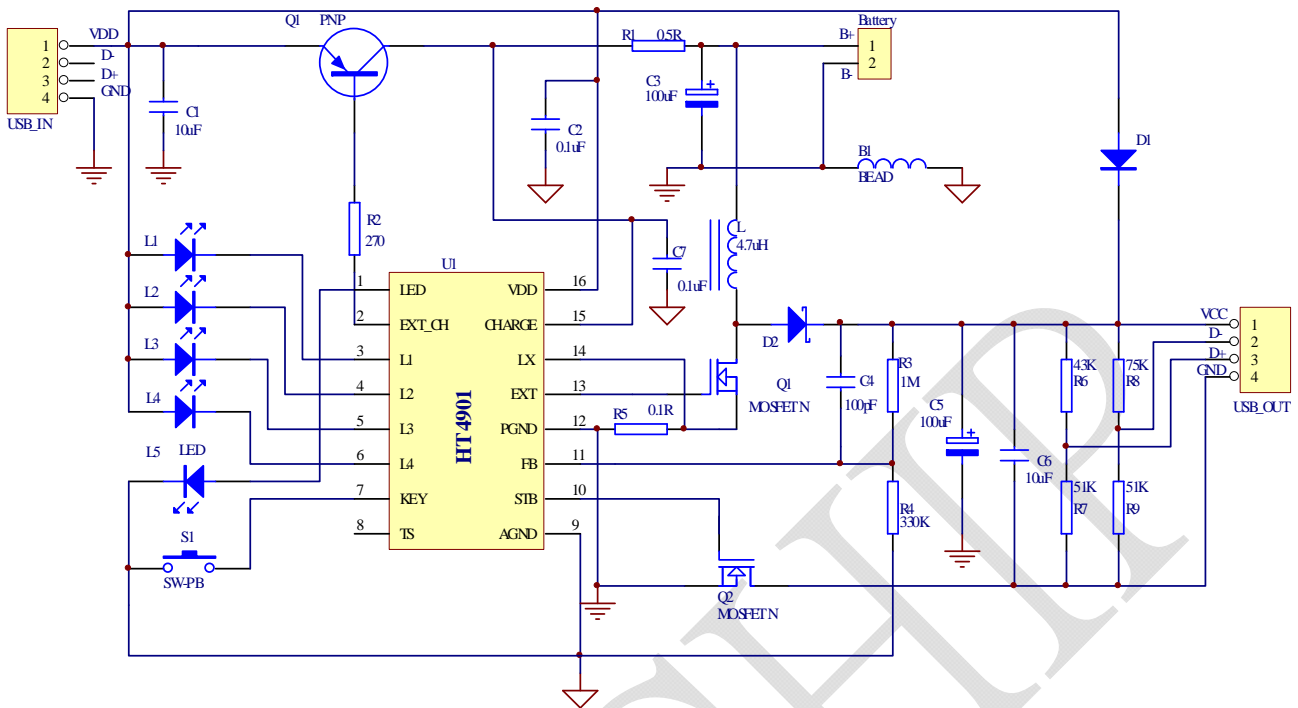 Q1 PNP
Battery
VDD
R1 0.5R
B+
1
1
D-
2
2
D+
C3
B-
3
GND
100uF
4
C1
USB_IN
10uF
C2
0.1uF
D1
B1
BEAD
R2
270
L
4.7uH
L1
C7
0.1uF
U1
L2
1 LED VDD 16
2 EXT_CH CHARGE 15
VCC
1
D-
2
L3
D2
D+
3
3 L1 LX 14
R3
43K
75K
GND
4
1M
R6
R8
L4
4 L2 EXT 13
Q1
C4
MOSFET N
100pF
C5
USB_OUT
HT4901
R5 0.1R
100uF
5 L3 PGND 12
L5 LED
6 L4 FB 11
C6
10uF
7 KEY STB 10
51K
51K
R4
R7
R9
330K
8 TS AGND 9
S1
SW-PB
Q2
MOSFET N
SHIP